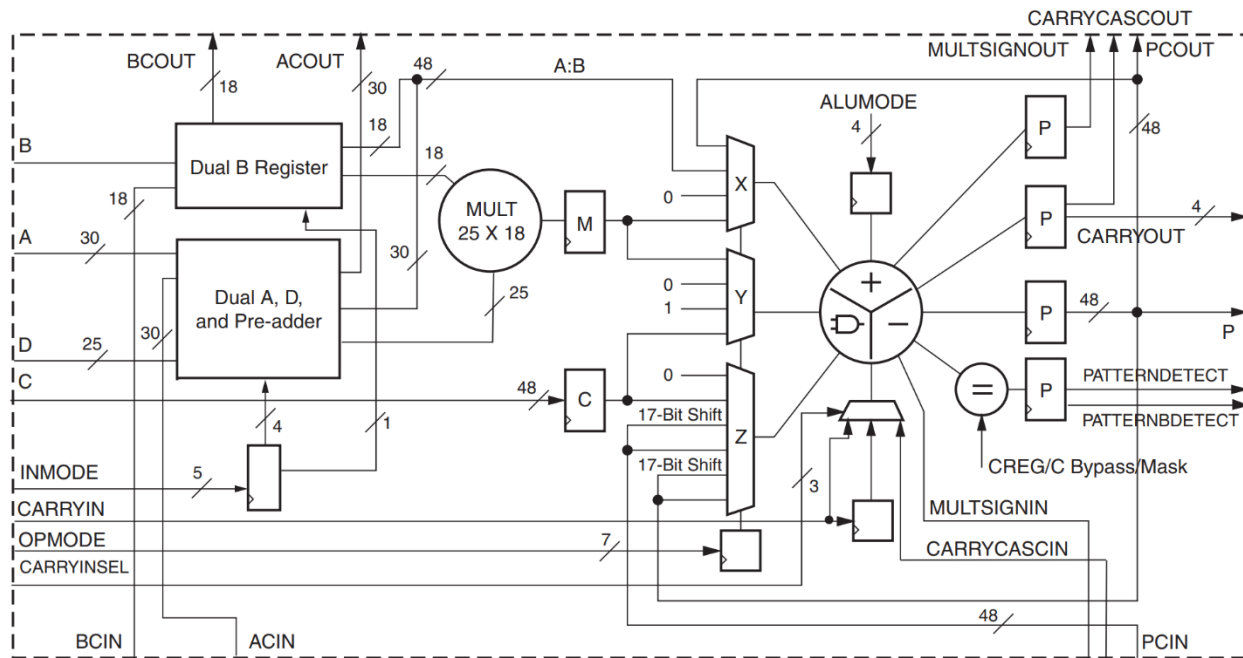 CARRYCASCOUT
BCOUT
ACOUT
MULTSIGNOUT
PCOUT
48
A:B
18
30
ALUMODE
4
P
48
B
18
Dual B Register
18
0
X
18
MULT
25 X 18
M
P
4
CARRYOUT
A
30
30
0
Y
1
Dual A, D,
and Pre-adder
25
30
D
25
P
48
P
C
48
C
0
17-Bit Shift
Z
17-Bit Shift
P
PATTERNDETECT
PATTERNBDETECT
4
1
CREG/C Bypass/Mask
INMODE
5
3
CARRYIN
MULTSIGNIN
OPMODE
7
CARRYCASCIN
CARRYINSEL
48
BCIN
ACIN
PCIN